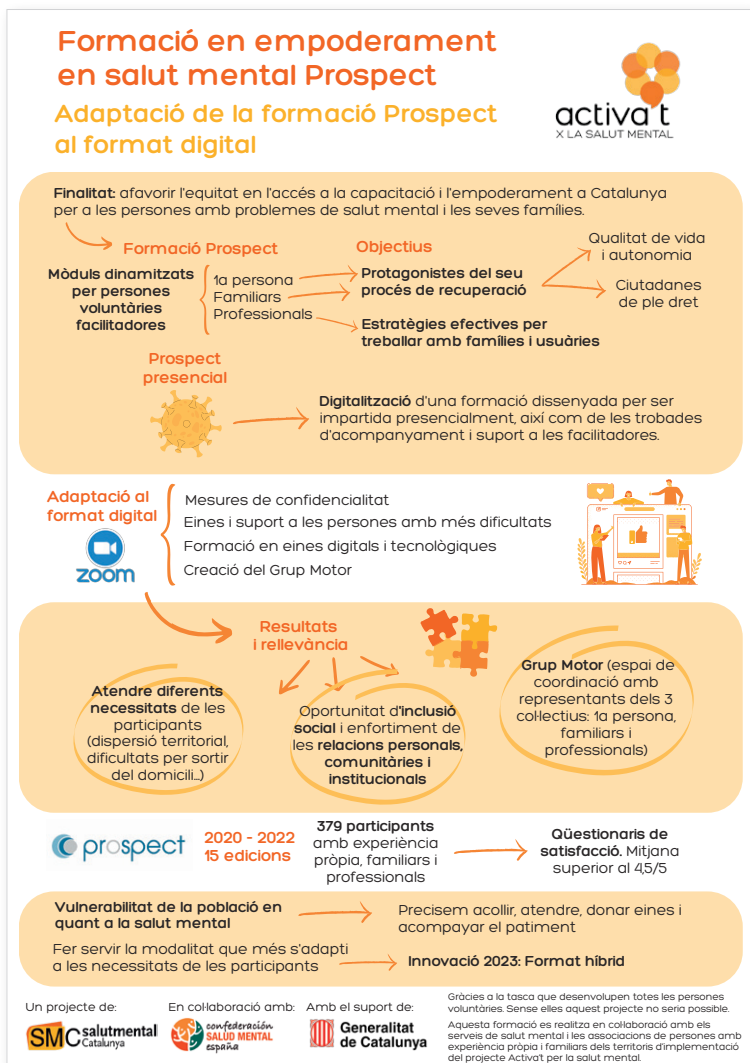 Formació en empoderament
en salut mental Prospect
Adaptació de la formació Prospect
al format digital
activa't
X LA SALUT MENTAL
Finalitat: afavorir l'equitat en l'accés a la capacitació i l'empoderament a Catalunya
per a les persones amb problemes de salut mental i les seves famílies.
Formació Prospect
Mòduls dinamitzats
per persones
voluntàries
facilitadores
1a persona
Familiars
Professionals
Objectius
Protagonistes del seu
procés de recuperació
Estratègies efectives per
treballar amb famílies i usuàries
Qualitat de vida
i autonomia
Ciutadanes
de ple dret
Prospect
presencial
Digitalització d'una formació dissenyada per ser
impartida presencialment, així com de les trobades
d'acompanyament i suport a les facilitadores.
Adaptació al
format digital
zoom
Mesures de confidencialitat
Eines i suport a les persones amb més dificultats
Formació en eines digitals i tecnològiques
Creació del Grup Motor
Resultats
i rellevància
Atendre diferents
necessitats de les
participants
(dispersió territorial,
dificultats per sortir
del domicili...)
Oportunitat d'inclusió
social i enfortiment de
les relacions personals,
comunitàries i
institucionals
Grup Motor (espai de
coordinació amb
representants dels 3
col·lectius: 1a persona,
familiars i
professionals)
prospect
2020 - 2022
15 edicions
379 participants
amb experiència
pròpia, familiars i
professionals
Qüestionaris de
satisfacció. Mitjana
superior al 4,5/5
Vulnerabilitat de la població en
quant a la salut mental
Precisem acollir, atendre, donar eines i
acompayar el patiment
Fer servir la modalitat que més s'adapti
a les necessitats de les participants
Innovació 2023: Format híbrid
Un projecte de:
SMC salutmental
Catalunya
En col·laboració amb:
confederación
SALUD MENTAL
españa
Amb el suport de:
Generalitat
de Catalunya
Gràcies a la tasca que desenvolupen totes les persones
voluntàries. Sense elles aquest projecte no seria possible.
Aquesta formació es realitza en col·laboració amb els
serveis de salut mental i les associacions de persones amb
experiència pròpia i familiars dels territoris d'implementació
del projecte Activa't per la salut mental.